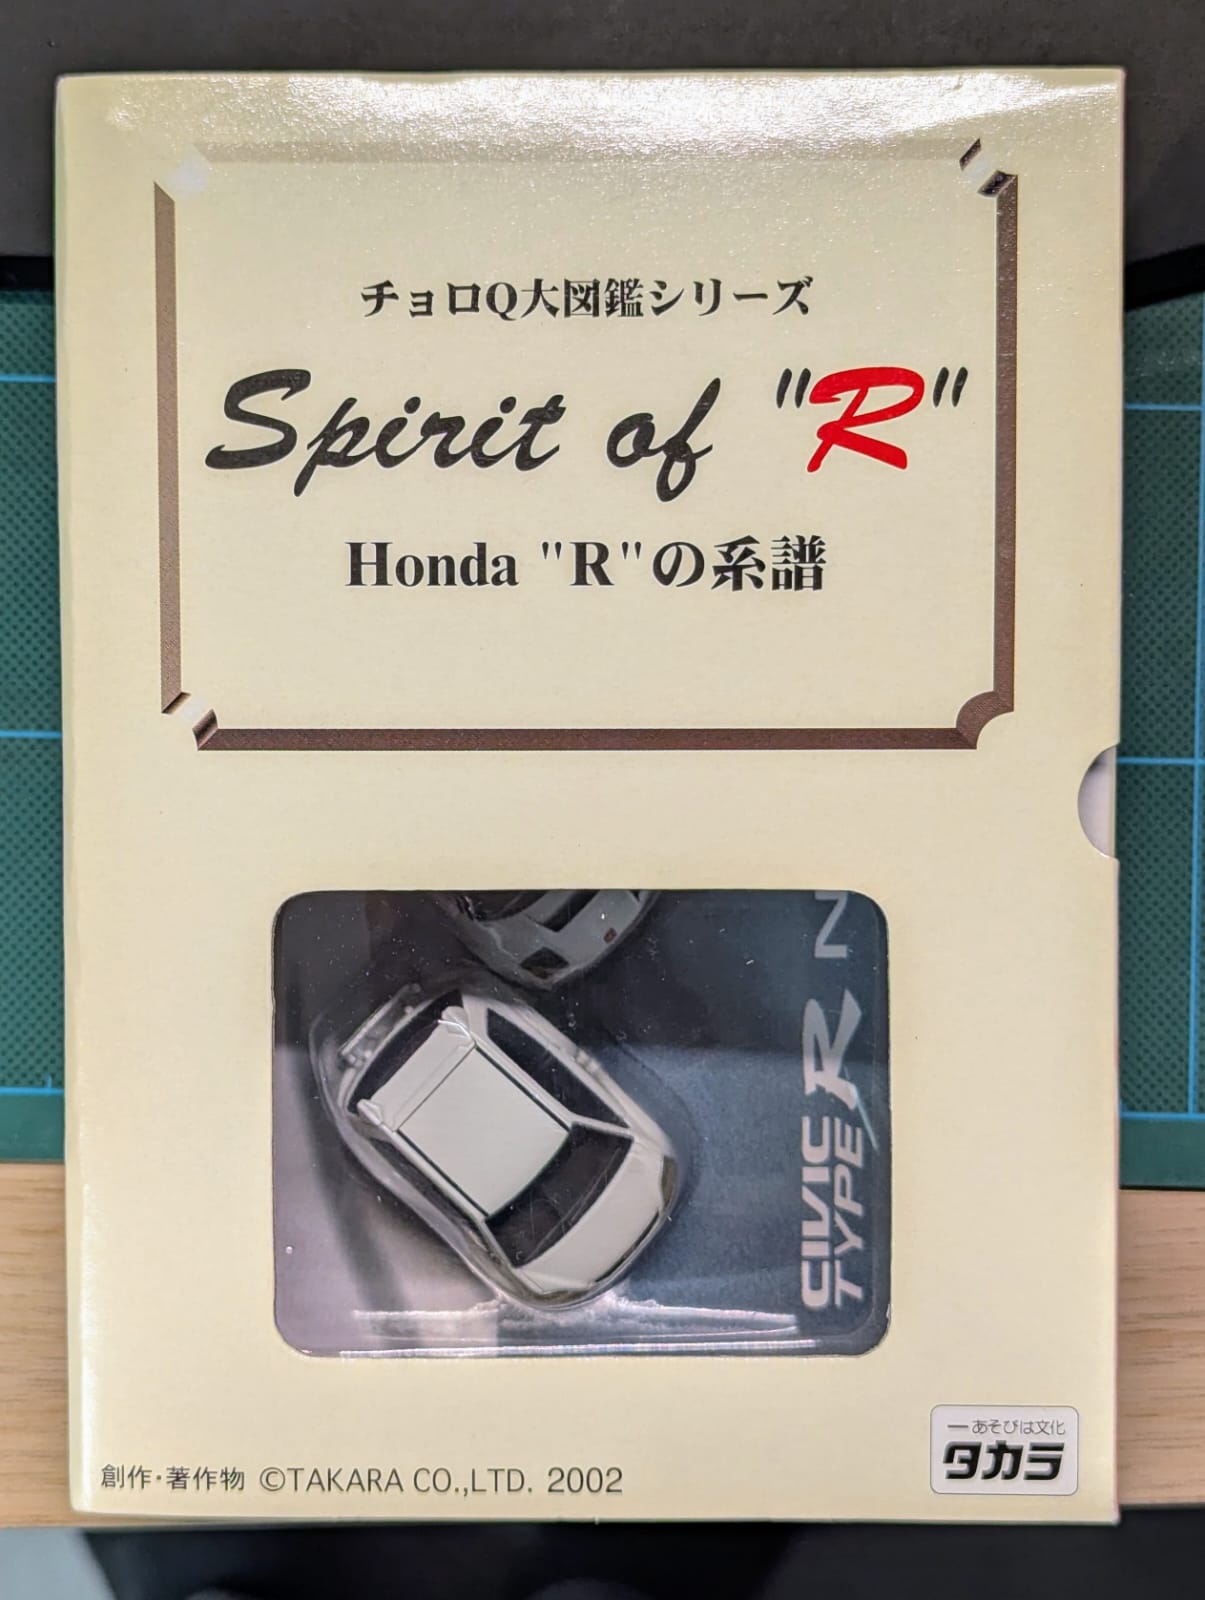 チョロQ大図鑑シリーズ
Spirit of "R"
Honda "R"の系譜
CIVIC
TYPE R N
創作・著作物 ©TAKARA CO.,LTD. 2002
ーあそびは文化
タカラ